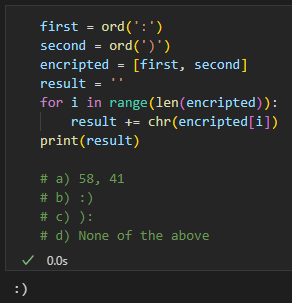 first = ord(':')
second = ord(')')
encripted = [first, second]
result = ''
for i in range(len(encripted)):
    result += chr(encripted[i])
print(result)

# a) 58, 41
# b) :)
# c) ):
# d) None of the above
✓ 0.0s
:)